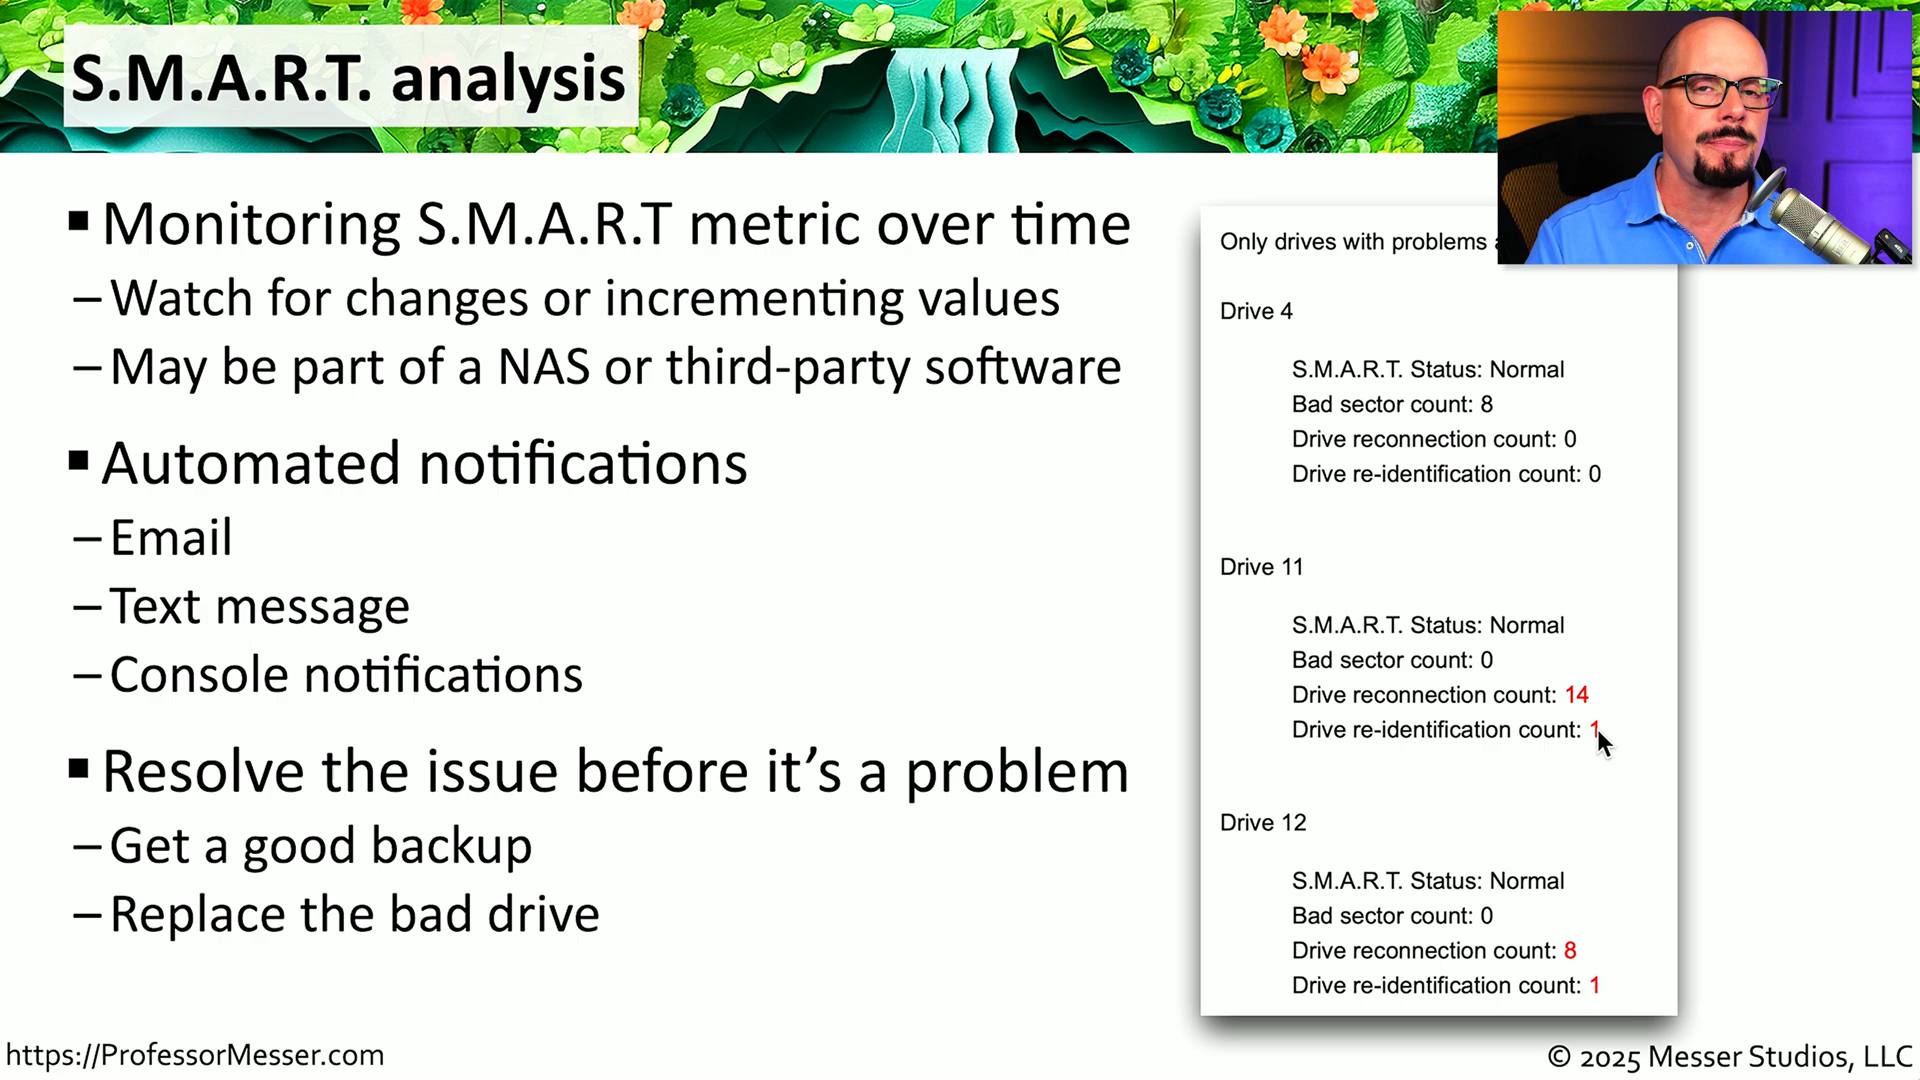 S.M.A.R.T. analysis
▪ Monitoring S.M.A.R.T metric over time
– Watch for changes or incrementing values
– May be part of a NAS or third-party software
▪ Automated notifications
– Email
– Text message
– Console notifications
▪ Resolve the issue before it's a problem
– Get a good backup
– Replace the bad drive
Only drives with problems
Drive 4
S.M.A.R.T. Status: Normal
Bad sector count: 8
Drive reconnection count: 0
Drive re-identification count: 0
Drive 11
S.M.A.R.T. Status: Normal
Bad sector count: 0
Drive reconnection count: 14
Drive re-identification count: 1
Drive 12
S.M.A.R.T. Status: Normal
Bad sector count: 0
Drive reconnection count: 8
Drive re-identification count: 1
https://ProfessorMesser.com
© 2025 Messer Studios, LLC